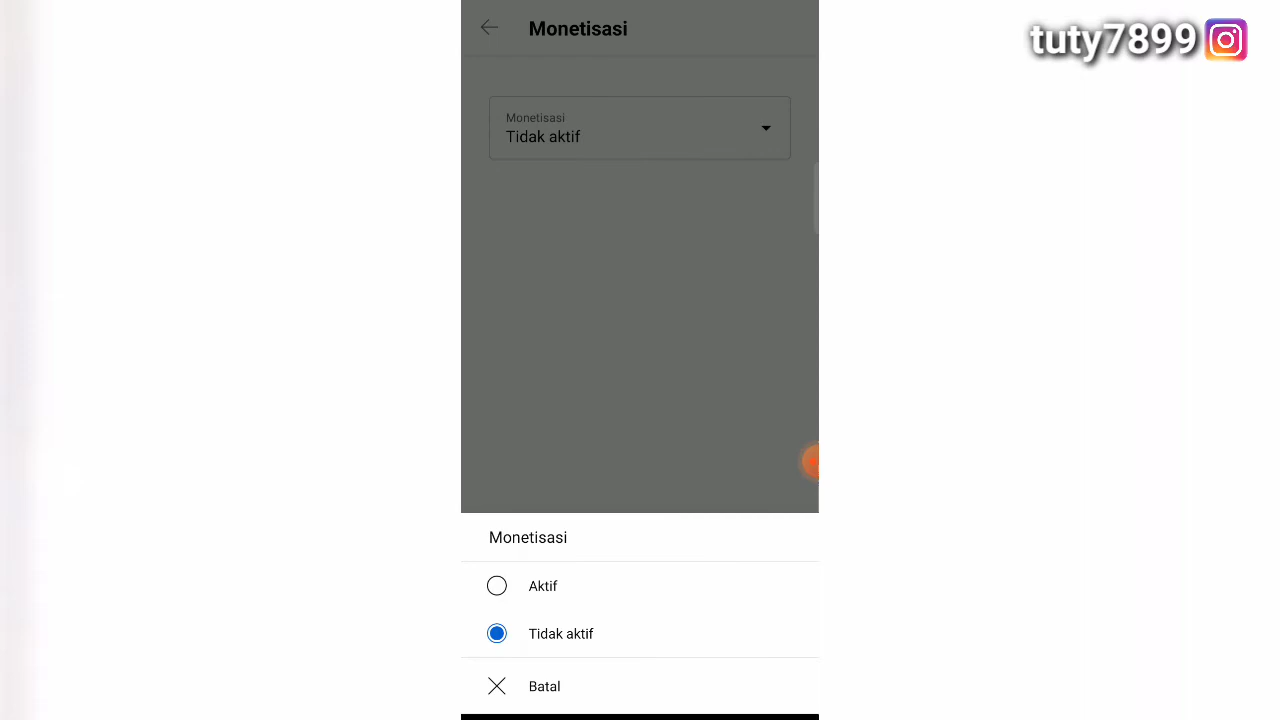 Monetisasi
tuty7899
Monetisasi
Tidak aktif
Monetisasi
Aktif
Tidak aktif
Batal